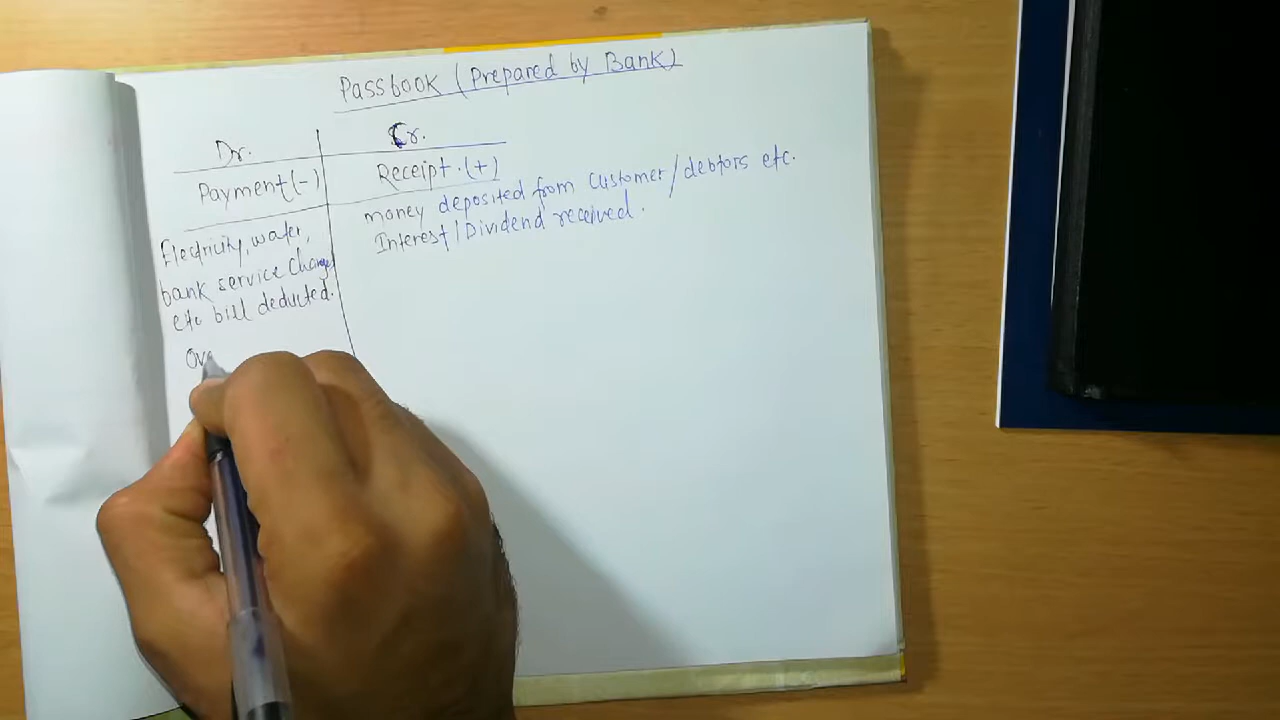 Passbook (Prepared by Bank)
Dr.
Cr.
Payment (-)
Receipt. (+)
money deposited from customer/debtors etc.
Interest/Dividend received.
Electricity, water,
bank service charge
etc bill deducted.
Ov